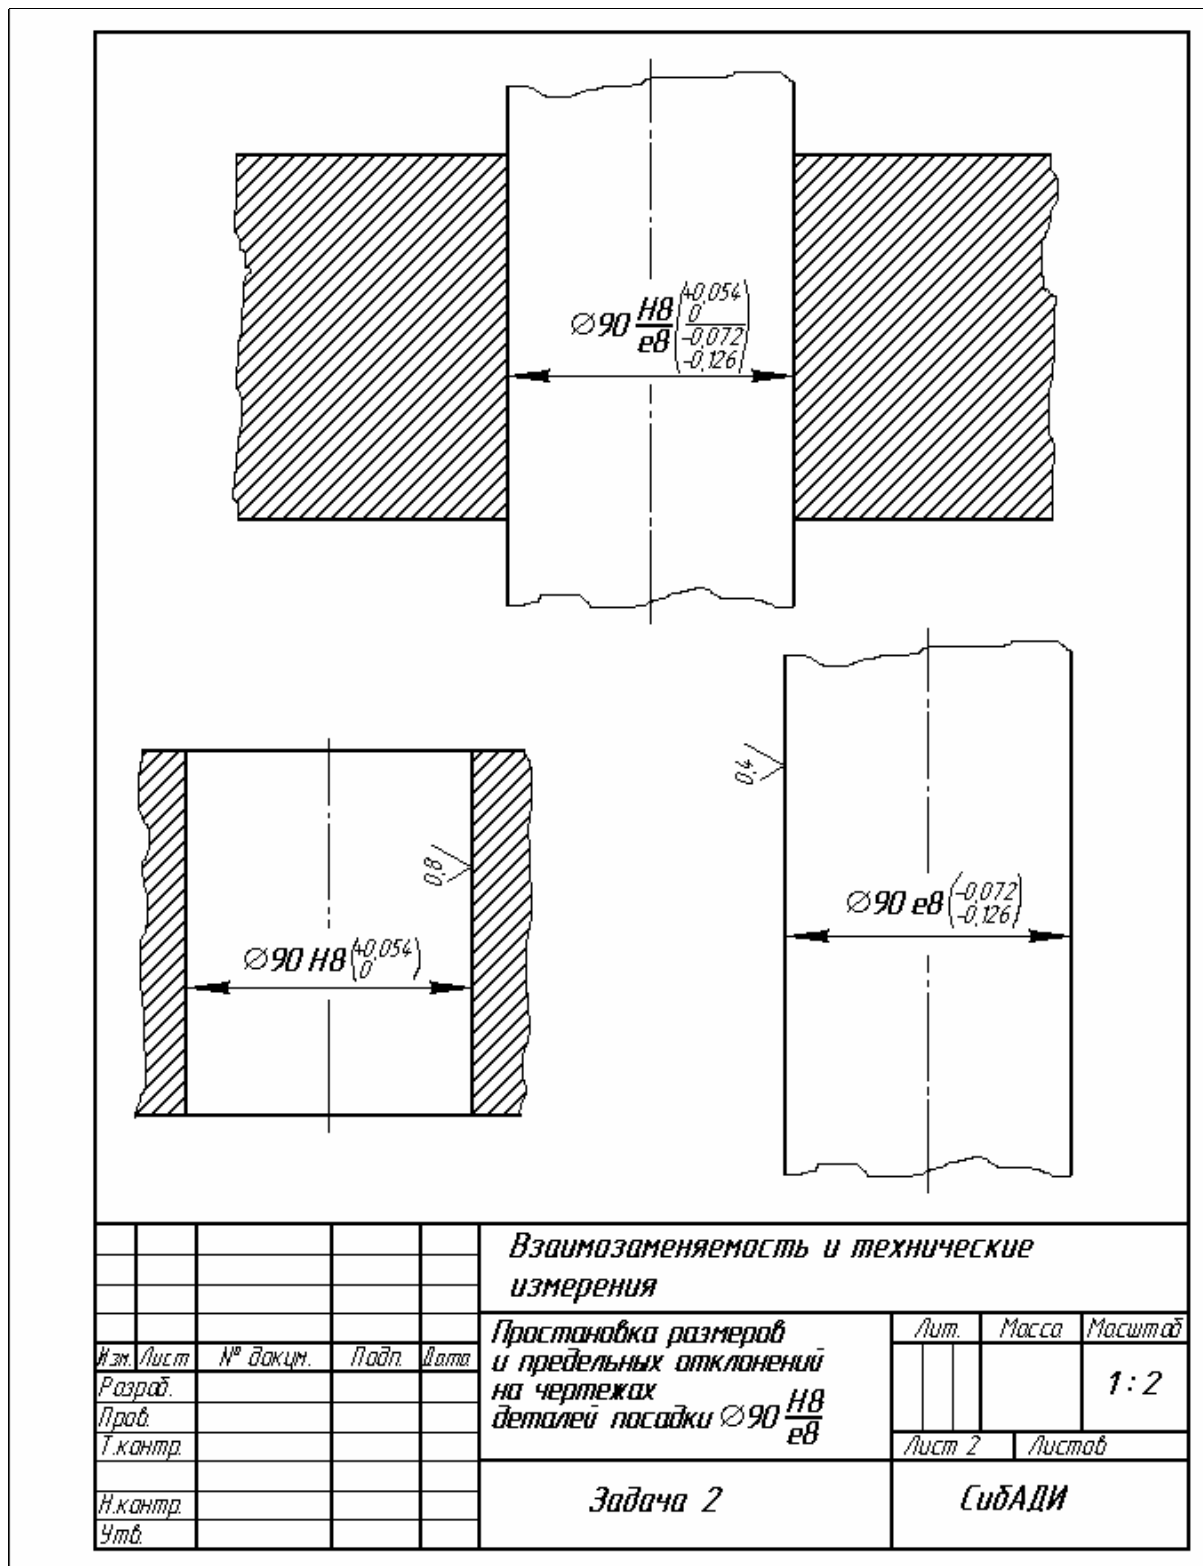 ⌀90 H8/e8 (+0,054 0 / -0,072 -0,126)
0,4
0,8
⌀90 e8 (-0,072 -0,126)
⌀90 H8 (+0,054 0)
Взаимозаменяемость и технические
измерения
Простановка размеров
и предельных отклонений
на чертежах
деталей посадки ⌀90 H8/e8
Лит. Масса Масштаб
1:2
Лист 2 Листов
Изм. Лист № докум. Подп. Дата
Разраб.
Пров.
Т.контр.
Н.контр.
Утв.
Задача 2
СибАДИ